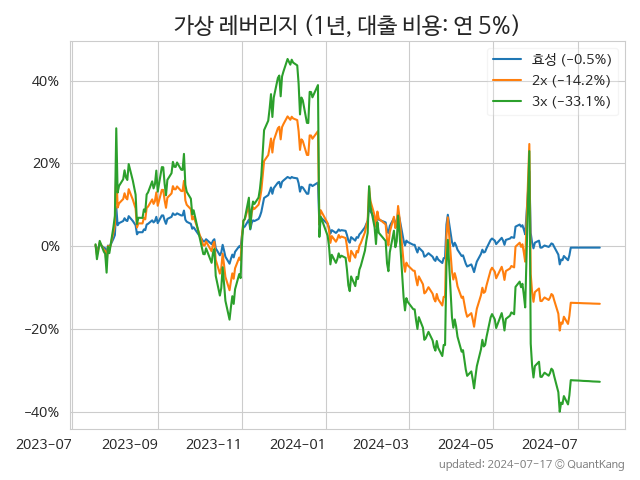 가상 레버리지 (1년, 대출 비용: 연 5%)
효성 (−0.5%)
2x (−14.2%)
3x (−33.1%)
40%
20%
0%
−20%
−40%
2023-07 2023-09 2023-11 2024-01 2024-03 2024-05 2024-07
updated: 2024-07-17 © QuantKang